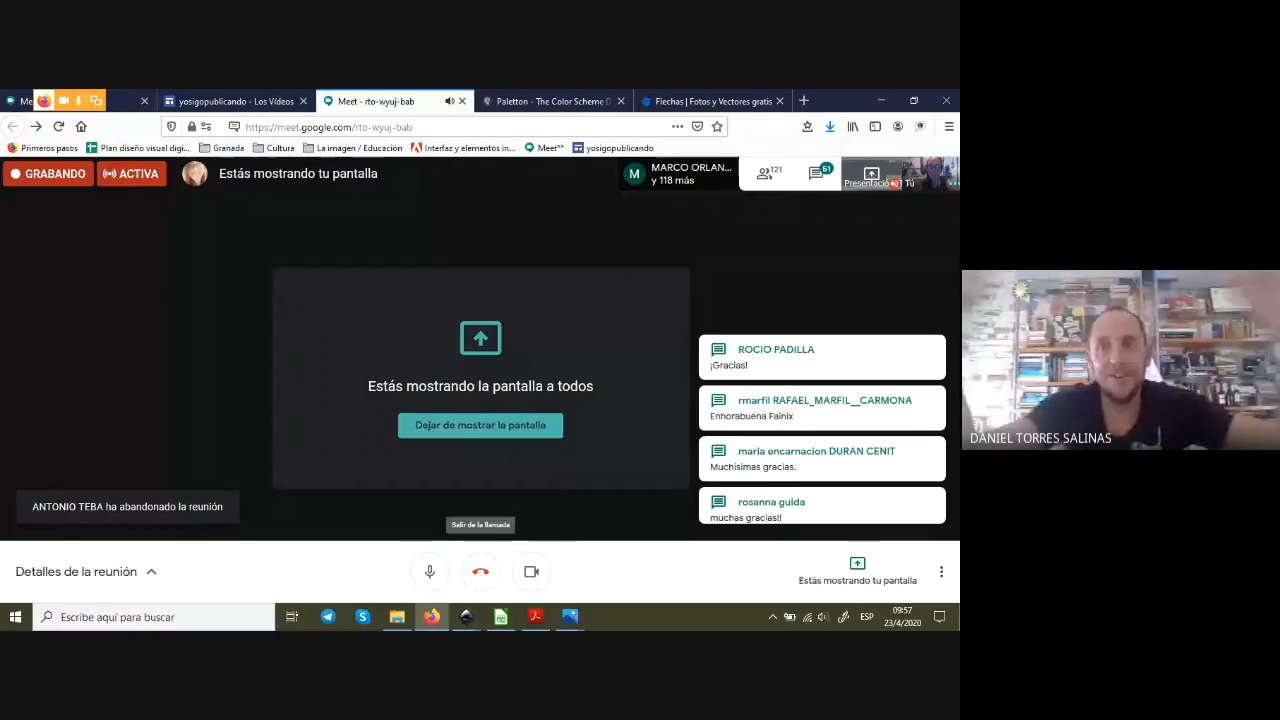 Me
yosigopublicando - Los Vídeos
Meet - rto-wyuj-bab
Paletton - The Color Scheme D
Flechas | Fotos y Vectores gratis
https://meet.google.com/rto-wyuj-bab
Primeros pasos
Plan diseño visual digi...
Granada
Cultura
La imagen / Educación
Interfaz y elementos in...
Meet**
yosigopublicando
GRABANDO
ACTIVA
Estás mostrando tu pantalla
M
MARCO ORLAN...
y 118 más
121
51
Presentació
Tú
Estás mostrando la pantalla a todos
Dejar de mostrar la pantalla
ROCIO PADILLA
¡Gracias!
rmarfil RAFAEL_MARFIL__CARMONA
Enhorabuena Fainix
maria encarnacion DURAN CENIT
Muchísimas gracias.
rosanna guida
muchas gracias!!
ANTONIO TEBA ha abandonado la reunión
Salir de la llamada
Detalles de la reunión
Estás mostrando tu pantalla
Escribe aquí para buscar
ESP
09:57
23/4/2020
DANIEL TORRES SALINAS